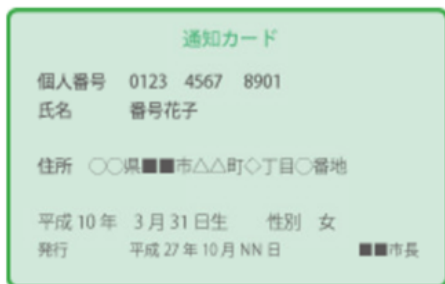 通知カード
個人番号 0123 4567 8901
氏名 番号花子
住所 ○○県■■市△△町◇丁目○番地
平成10年 3月31日生 性別 女
発行 平成27年10月NN日 ■■市長